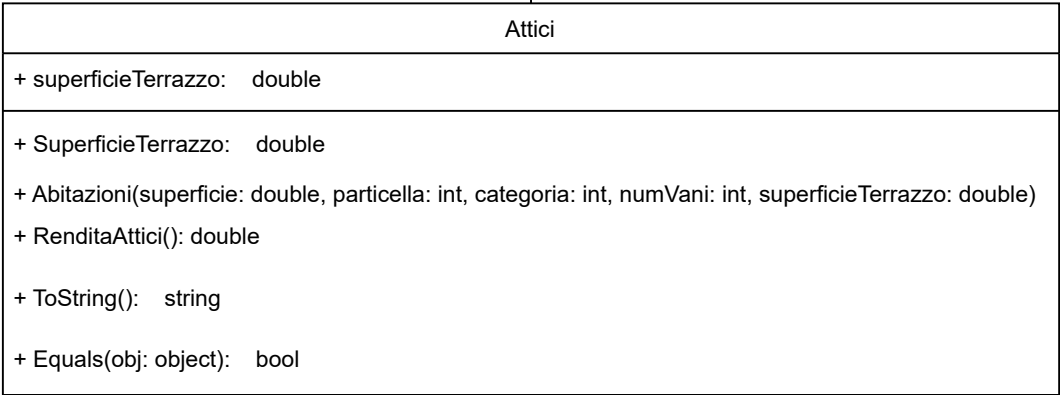 Attici
+ superficieTerrazzo: double
+ SuperficieTerrazzo: double
+ Abitazioni(superficie: double, particella: int, categoria: int, numVani: int, superficieTerrazzo: double)
+ RenditaAttici(): double
+ ToString(): string
+ Equals(obj: object): bool